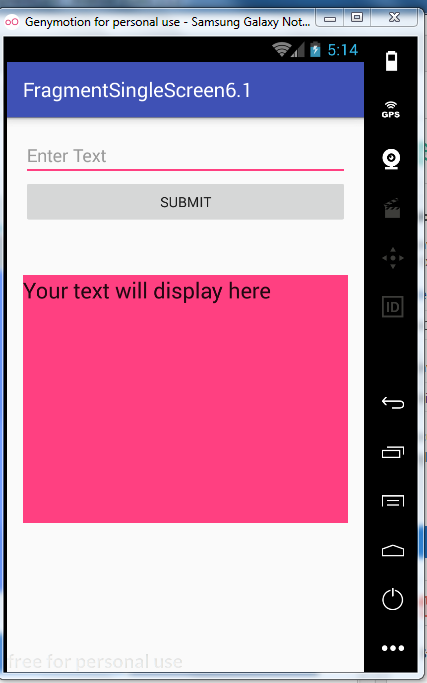 Genymotion for personal use - Samsung Galaxy Not...
5:14
GPS
FragmentSingleScreen6.1
Enter Text
SUBMIT
ID
Your text will display here
free for personal use